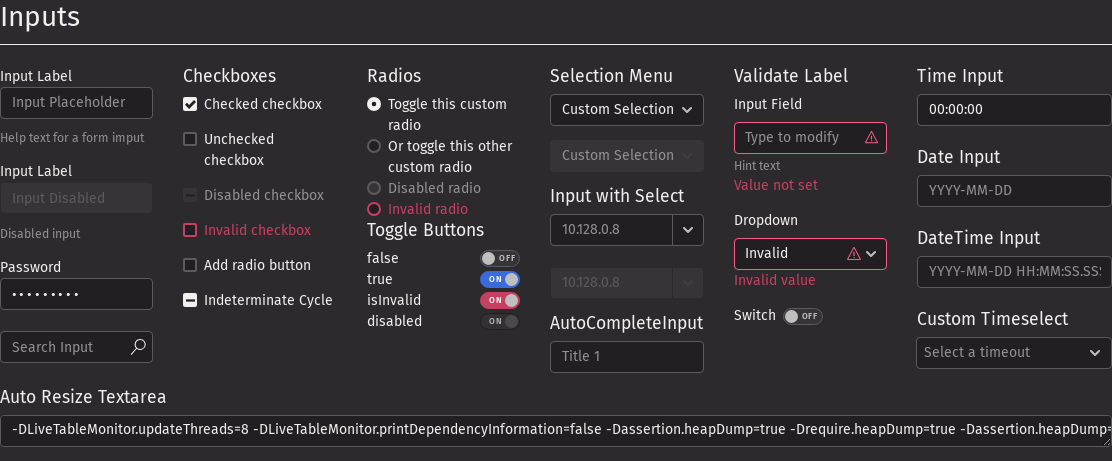 Inputs
Input Label
Input Placeholder
Help text for a form imput
Input Label
Input Disabled
Disabled input
Password
•••••••••
Search Input
Checkboxes
Checked checkbox
Unchecked
checkbox
Disabled checkbox
Invalid checkbox
Add radio button
Indeterminate Cycle
Radios
Toggle this custom
radio
Or toggle this other
custom radio
Disabled radio
Invalid radio
Toggle Buttons
false OFF
true ON
isInvalid ON
disabled ON
Selection Menu
Custom Selection
Custom Selection
Input with Select
10.128.0.8
10.128.0.8
AutoCompleteInput
Title 1
Validate Label
Input Field
Type to modify
Hint text
Value not set
Dropdown
Invalid
Invalid value
Switch OFF
Time Input
00:00:00
Date Input
YYYY-MM-DD
DateTime Input
YYYY-MM-DD HH:MM:SS.SS
Custom Timeselect
Select a timeout
Auto Resize Textarea
-DLiveTableMonitor.updateThreads=8 -DLiveTableMonitor.printDependencyInformation=false -Dassertion.heapDump=true -Drequire.heapDump=true -Dassertion.heapDump=